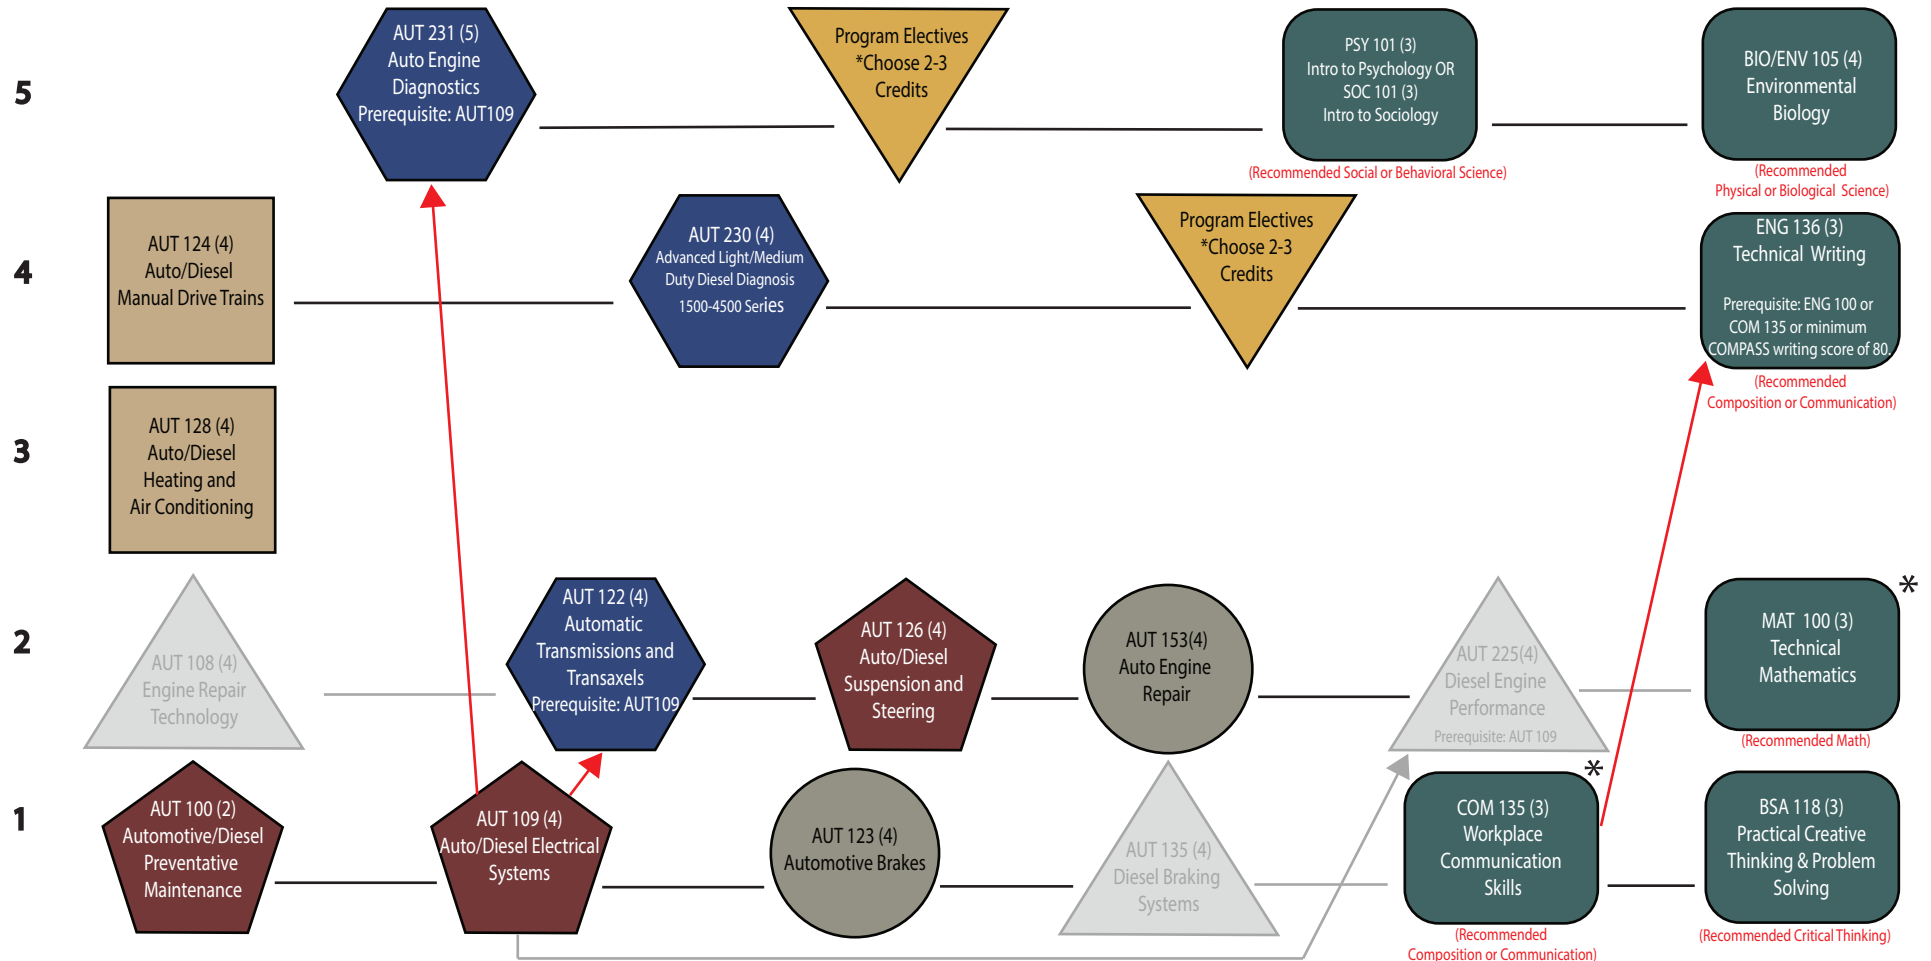 5
AUT 231 (5)
Auto Engine
Diagnostics
Prerequisite: AUT109
Program Electives
*Choose 2-3
Credits
PSY 101 (3)
Intro to Psychology OR
SOC 101 (3)
Intro to Sociology
(Recommended Social or Behavioral Science)
BIO/ENV 105 (4)
Environmental
Biology
(Recommended
Physical or Biological Science)
4
AUT 124 (4)
Auto/Diesel
Manual Drive Trains
AUT 230 (4)
Advanced Light/Medium
Duty Diesel Diagnosis
1500-4500 Series
Program Electives
*Choose 2-3
Credits
ENG 136 (3)
Technical Writing
Prerequisite: ENG 100 or
COM 135 or minimum
COMPASS writing score of 80.
(Recommended
Composition or Communication)
3
AUT 128 (4)
Auto/Diesel
Heating and
Air Conditioning
2
AUT 108 (4)
Engine Repair
Technology
AUT 122 (4)
Automatic
Transmissions and
Transaxels
Prerequisite: AUT109
AUT 126 (4)
Auto/Diesel
Suspension and
Steering
AUT 153(4)
Auto Engine
Repair
AUT 225(4)
Diesel Engine
Performance
Prerequisite: AUT 109
*
MAT 100 (3)
Technical
Mathematics
(Recommended Math)
1
AUT 100 (2)
Automotive/Diesel
Preventative
Maintenance
AUT 109 (4)
Auto/Diesel Electrical
Systems
AUT 123 (4)
Automotive Brakes
AUT 135 (4)
Diesel Braking
Systems
*
COM 135 (3)
Workplace
Communication
Skills
(Recommended
Composition or Communication)
BSA 118 (3)
Practical Creative
Thinking & Problem
Solving
(Recommended Critical Thinking)